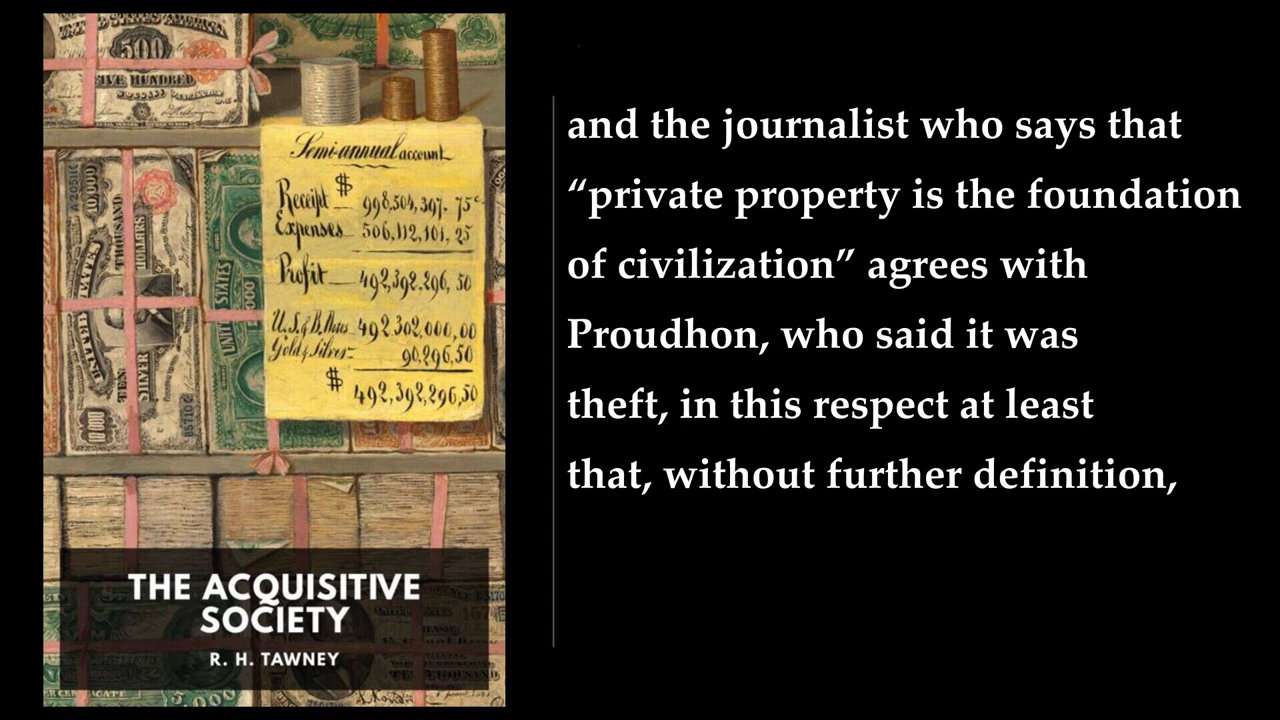 500
FIVE HUNDRED
Semi-annual account
$
Receipt 998,504,397. 75c
Expenses 506,112,101, 25
Profit 492,392,296, 50
U.S. & B. Notes 492.302,000,00
Gold & Silver 90,296,50
$ 492,392,296,50
THE ACQUISITIVE
SOCIETY
R. H. TAWNEY
and the journalist who says that
“private property is the foundation
of civilization” agrees with
Proudhon, who said it was
theft, in this respect at least
that, without further definition,